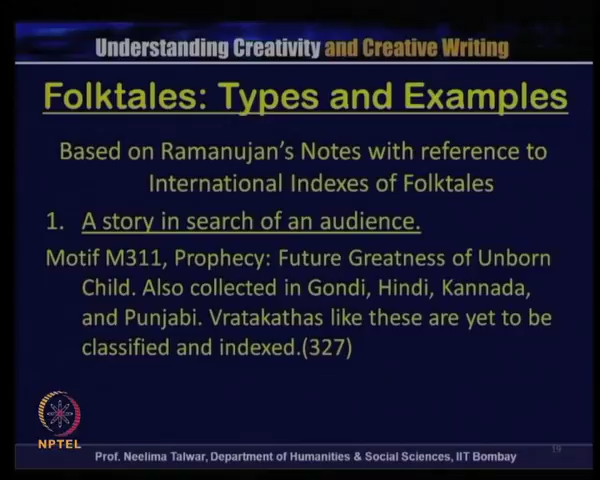 Understanding Creativity and Creative Writing
Folktales: Types and Examples
Based on Ramanujan's Notes with reference to
International Indexes of Folktales
1. A story in search of an audience.
Motif M311, Prophecy: Future Greatness of Unborn
Child. Also collected in Gondi, Hindi, Kannada,
and Punjabi. Vratakathas like these are yet to be
classified and indexed.(327)
NPTEL
19
Prof. Neelima Talwar, Department of Humanities & Social Sciences, IIT Bombay